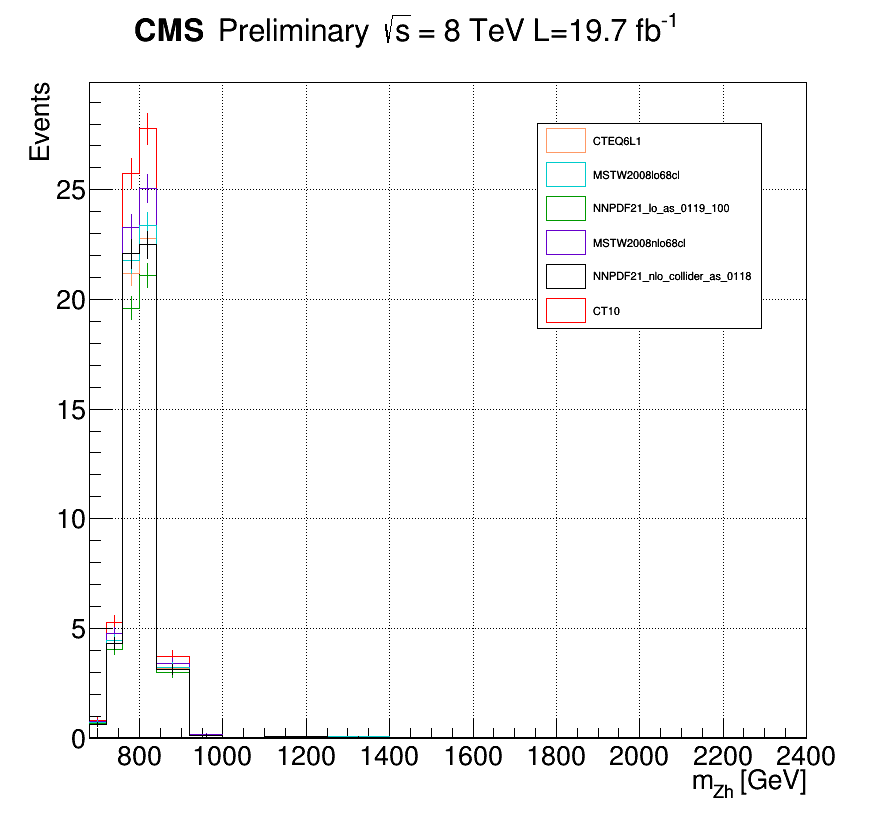 CMS Preliminary √s = 8 TeV L=19.7 fb⁻¹
Events
25
20
15
10
5
0
CTEQ6L1
MSTW2008lo68cl
NNPDF21_lo_as_0119_100
MSTW2008nlo68cl
NNPDF21_nlo_collider_as_0118
CT10
800 1000 1200 1400 1600 1800 2000 2200 2400
m_Zh [GeV]